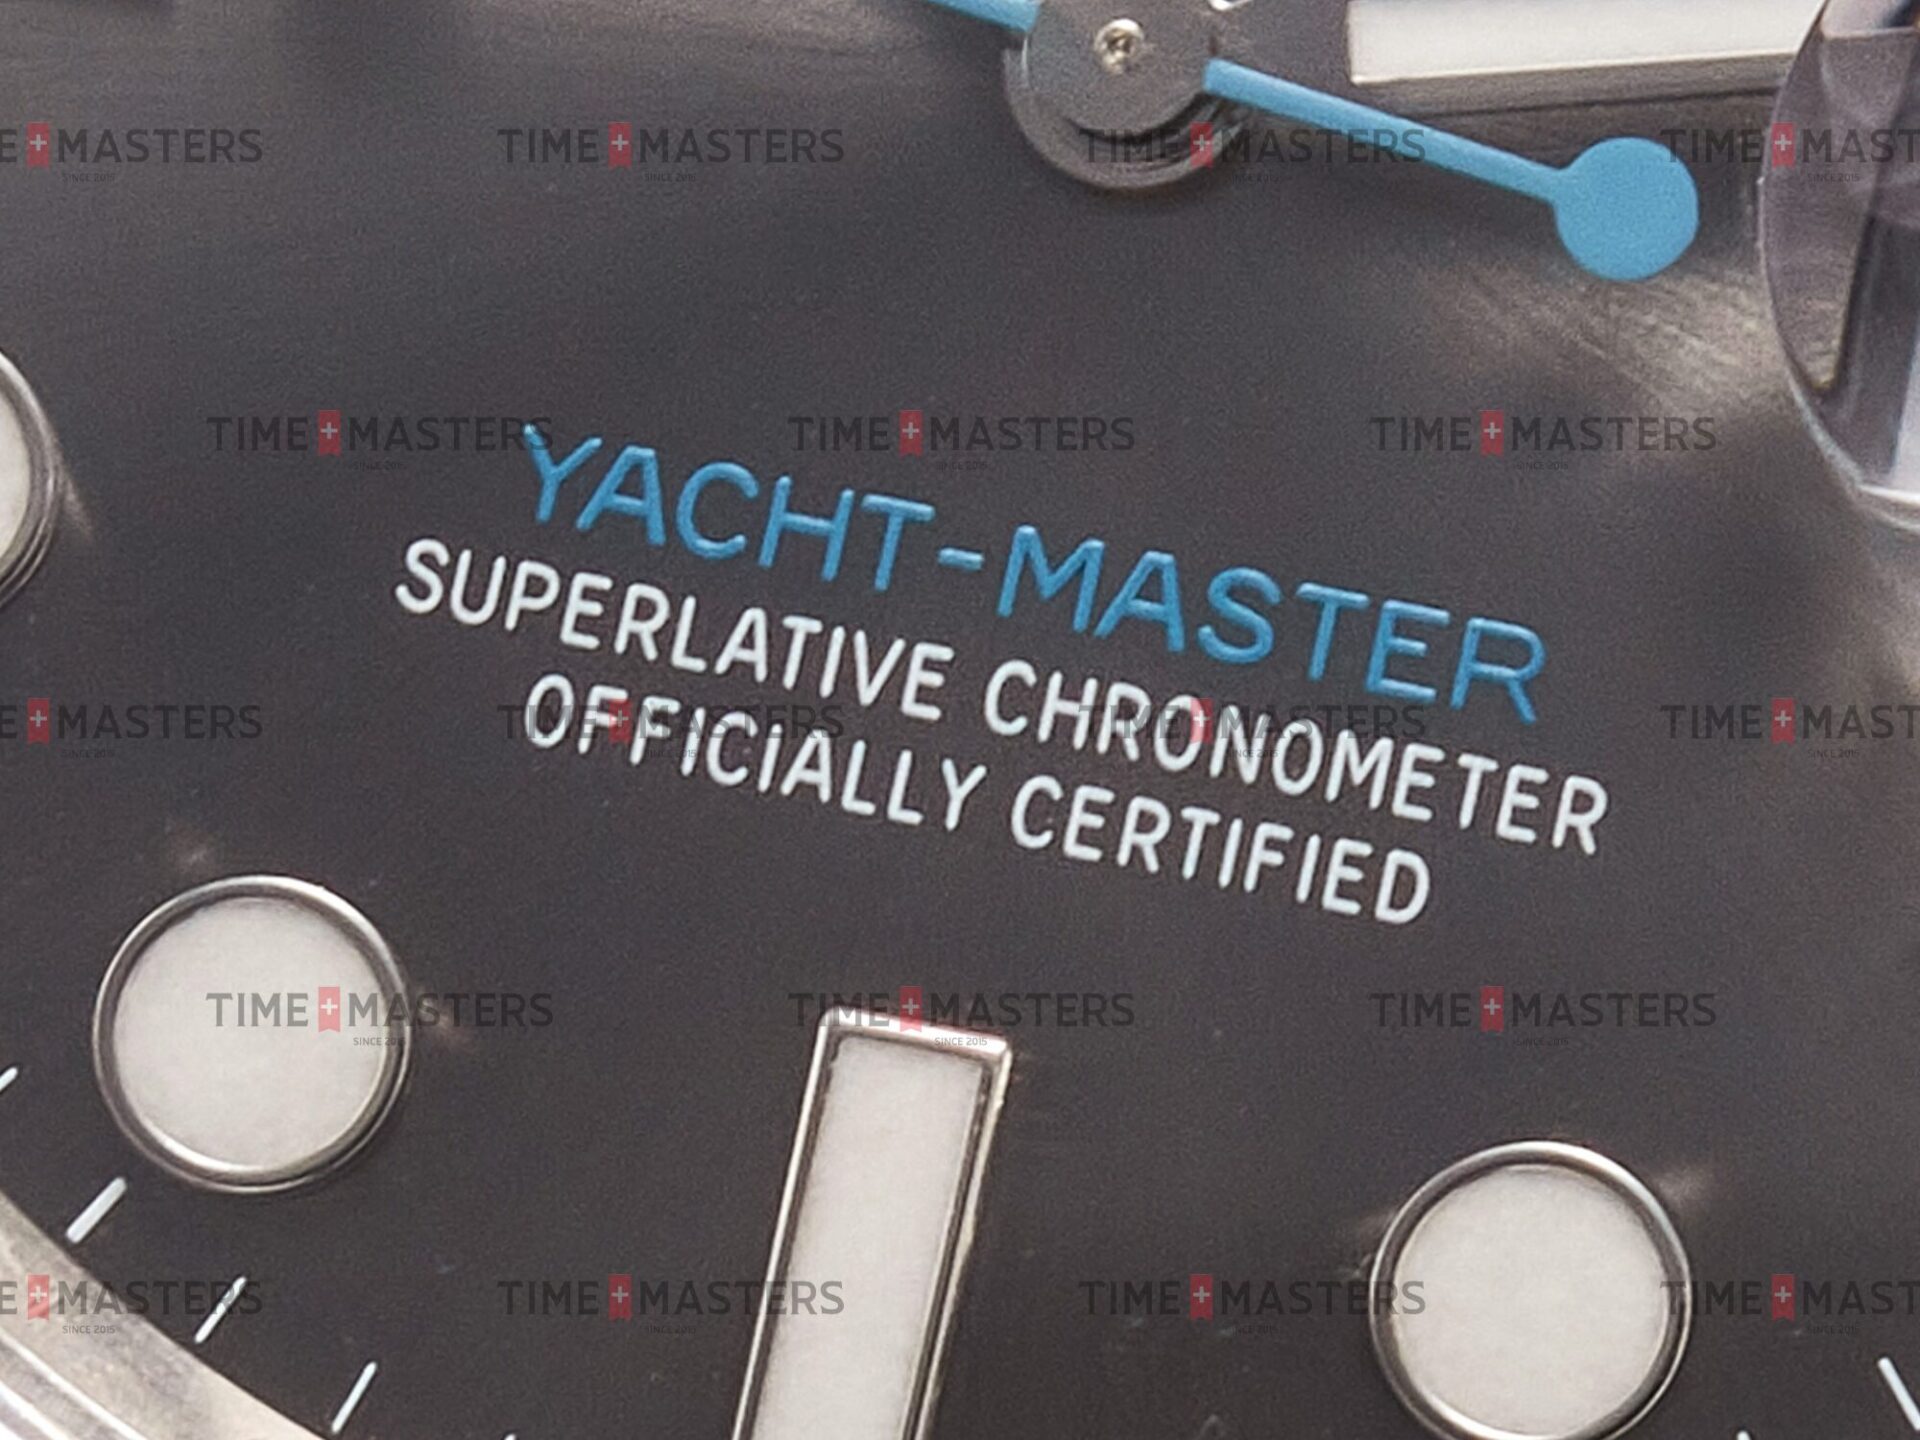 YACHT-MASTER
SUPERLATIVE CHRONOMETER
OFFICIALLY CERTIFIED
TIME MASTERS
SINCE 2015